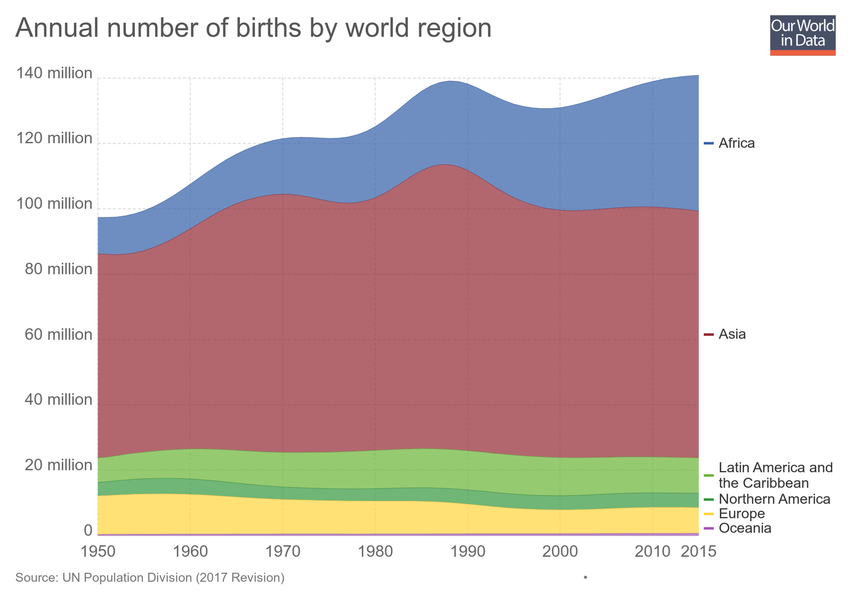 Annual number of births by world region
Our World
in Data
140 million
120 million
100 million
80 million
60 million
40 million
20 million
0
1950 1960 1970 1980 1990 2000 2010 2015
Africa
Asia
Latin America and
the Caribbean
Northern America
Europe
Oceania
Source: UN Population Division (2017 Revision)